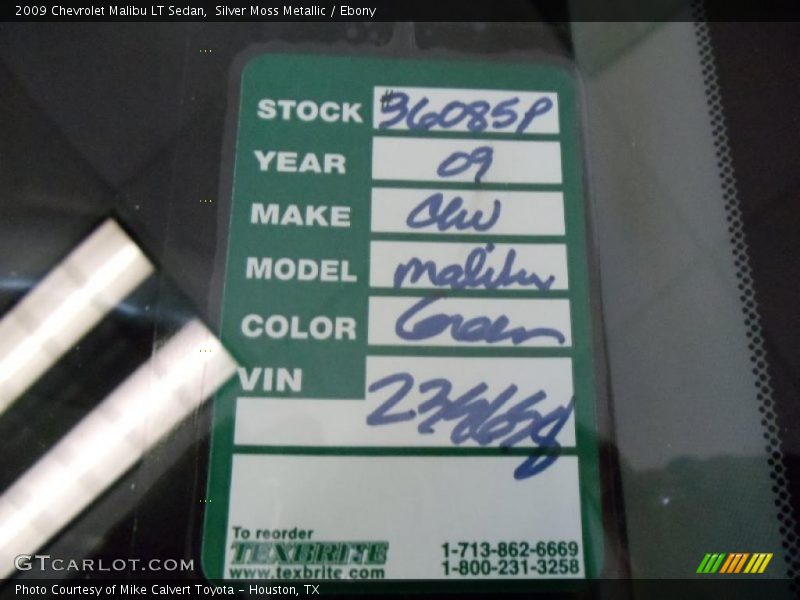 2009 Chevrolet Malibu LT Sedan, Silver Moss Metallic / Ebony
STOCK #36085P
YEAR 09
MAKE Chev
MODEL malibu
COLOR Green
VIN
To reorder
TEXBRITE 1-713-862-6669
www.texbrite.com 1-800-231-3258
GTCARLOT.COM
Photo Courtesy of Mike Calvert Toyota - Houston, TX